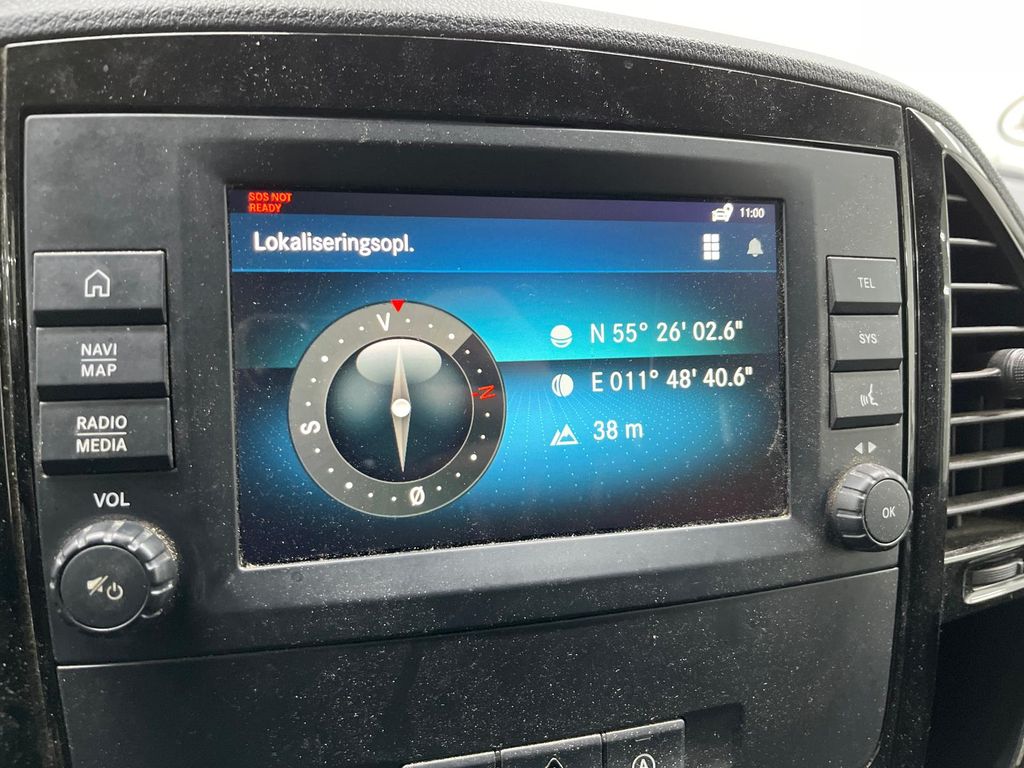 SOS NOT
READY
11:00
Lokaliseringsopl.
V
N
S
Ø
N 55° 26' 02.6"
E 011° 48' 40.6"
38 m
NAVI
MAP
RADIO
MEDIA
VOL
TEL
SYS
OK
A